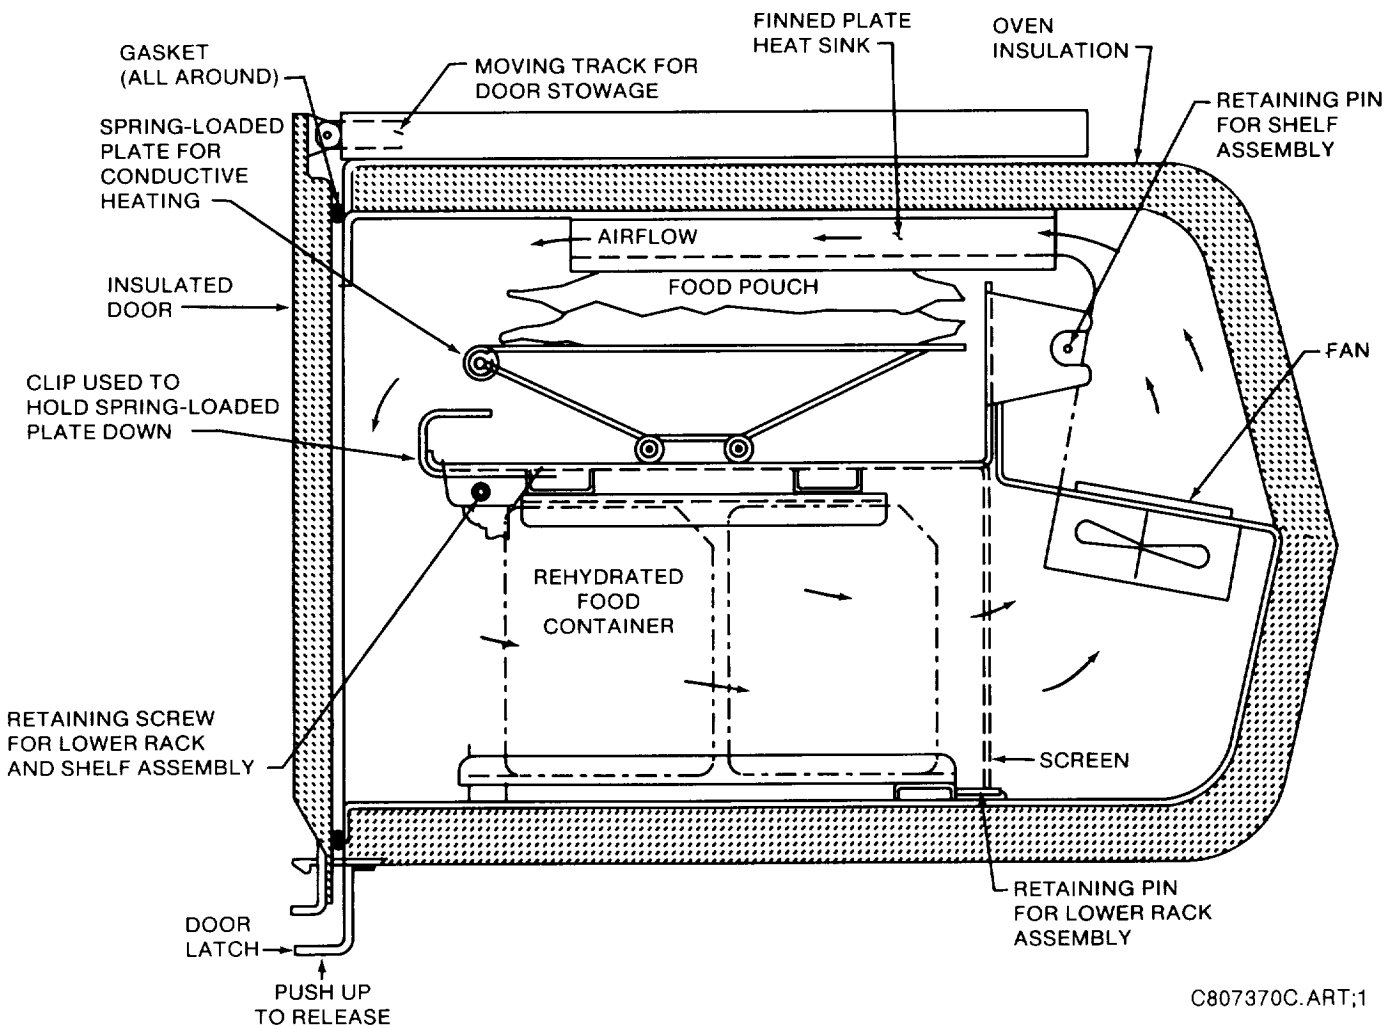 FINNED PLATE
HEAT SINK
OVEN
INSULATION
GASKET
(ALL AROUND)
MOVING TRACK FOR
DOOR STOWAGE
RETAINING PIN
FOR SHELF
ASSEMBLY
SPRING-LOADED
PLATE FOR
CONDUCTIVE
HEATING
AIRFLOW
INSULATED
DOOR
FOOD POUCH
FAN
CLIP USED TO
HOLD SPRING-LOADED
PLATE DOWN
REHYDRATED
FOOD
CONTAINER
RETAINING SCREW
FOR LOWER RACK
AND SHELF ASSEMBLY
SCREEN
RETAINING PIN
FOR LOWER RACK
ASSEMBLY
DOOR
LATCH
PUSH UP
TO RELEASE
C807370C.ART;1